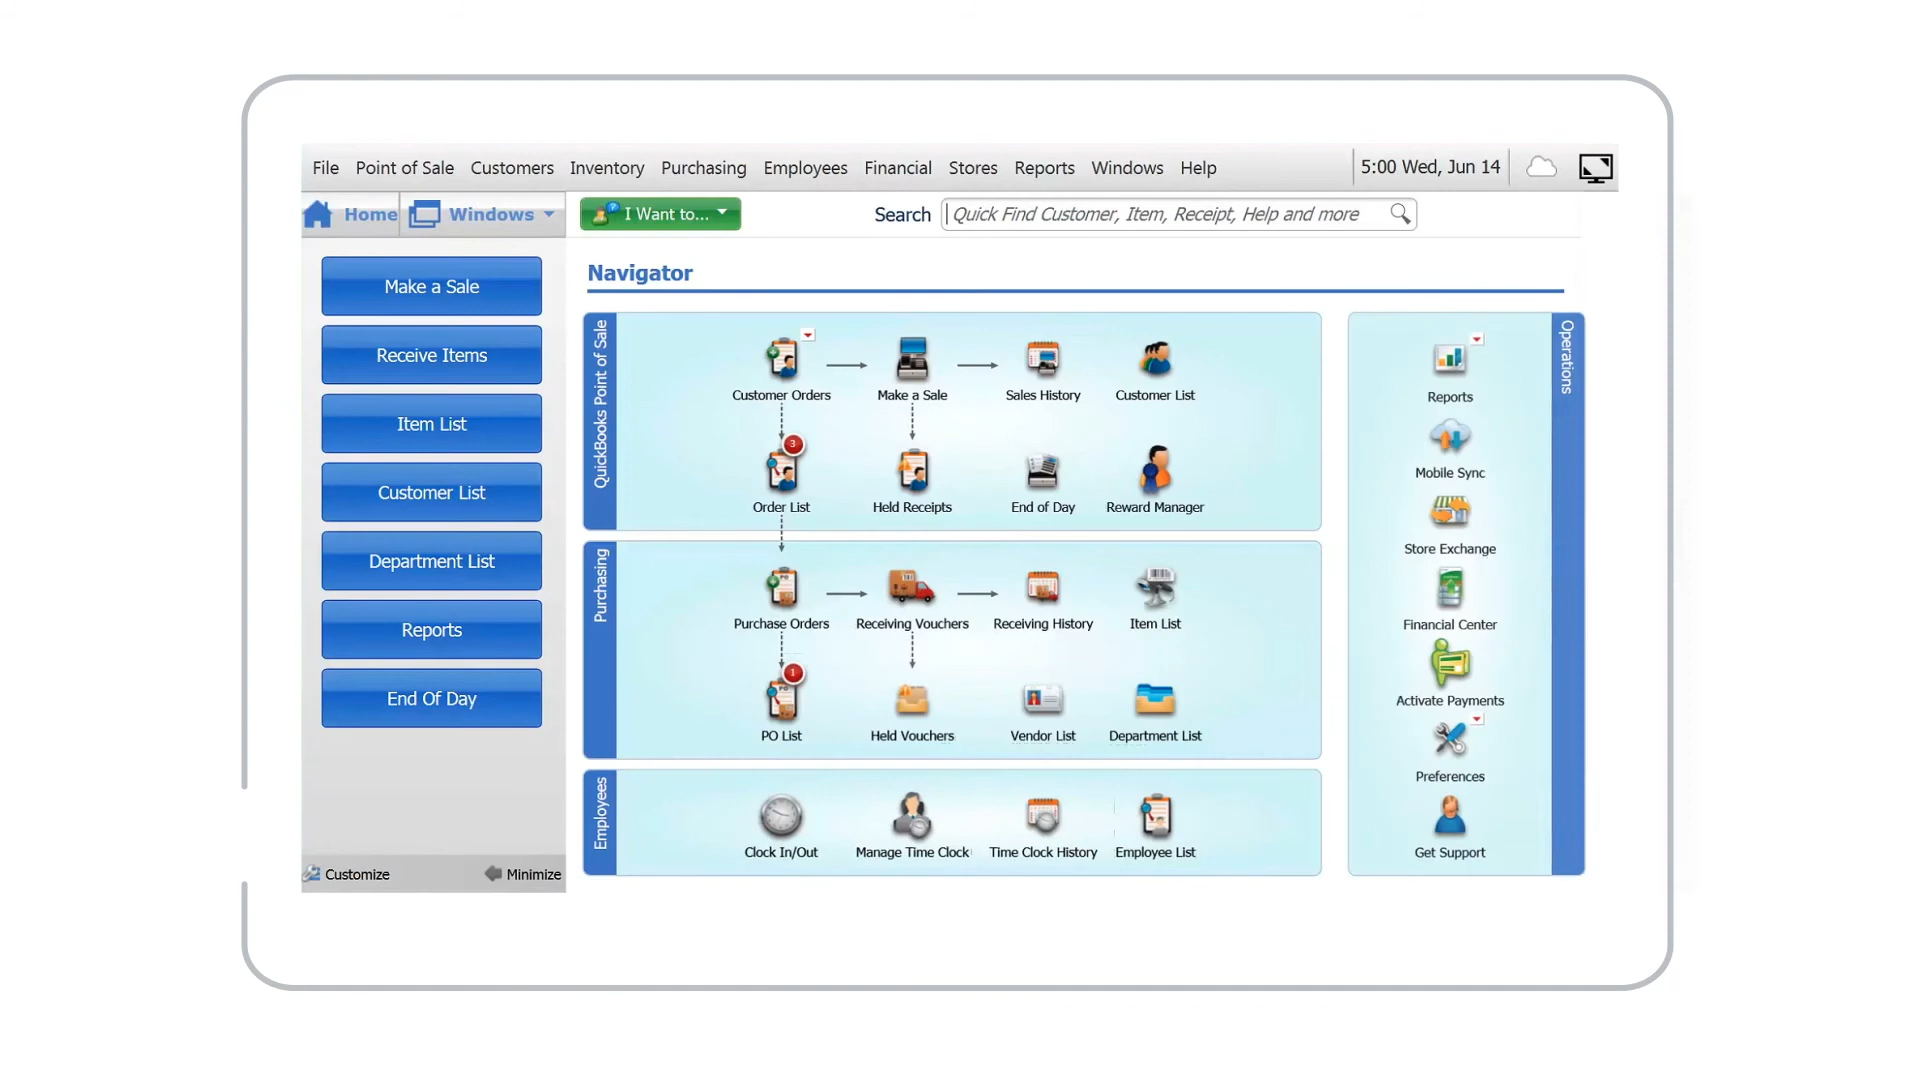 File Point of Sale Customers Inventory Purchasing Employees Financial Stores Reports Windows Help 5:00 Wed, Jun 14
Home Windows I Want to... Search Quick Find Customer, Item, Receipt, Help and more
Make a Sale
Receive Items
Item List
Customer List
Department List
Reports
End Of Day
Customize Minimize
Navigator
QuickBooks Point of Sale
Customer Orders Make a Sale Sales History Customer List
3
Order List Held Receipts End of Day Reward Manager
Purchasing
Purchase Orders Receiving Vouchers Receiving History Item List
1
PO List Held Vouchers Vendor List Department List
Employees
Clock In/Out Manage Time Clock Time Clock History Employee List
Operations
Reports
Mobile Sync
Store Exchange
Financial Center
Activate Payments
Preferences
Get Support